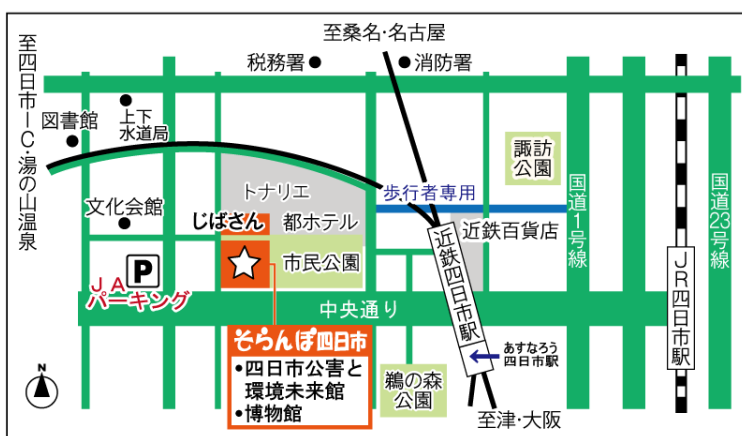 至桑名・名古屋
税務署
消防署
至四日市IC・湯の山温泉
図書館
上下
水道局
諏訪
公園
トナリエ
歩行者専用
国道1号線
国道23号線
文化会館
じばさん
都ホテル
近鉄百貨店
P
JA
パーキング
市民公園
近鉄四日市駅
JR四日市駅
中央通り
そらんぽ四日市
•四日市公害と
環境未来館
•博物館
あすなろう
四日市駅
鵜の森
公園
至津・大阪
N